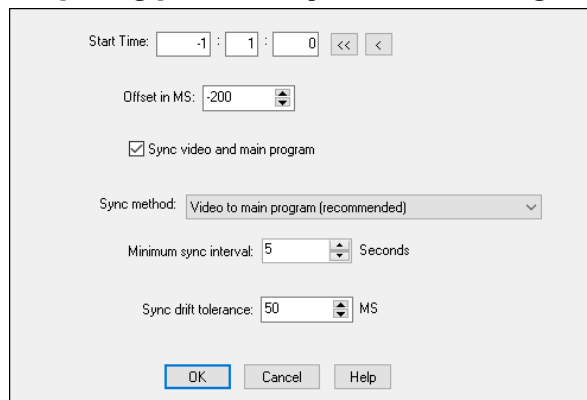 Start Time: -1 : 1 : 0 << <
Offset in MS: -200
Sync video and main program
Sync method: Video to main program (recommended)
Minimum sync interval: 5 Seconds
Sync drift tolerance: 50 MS
OK Cancel Help